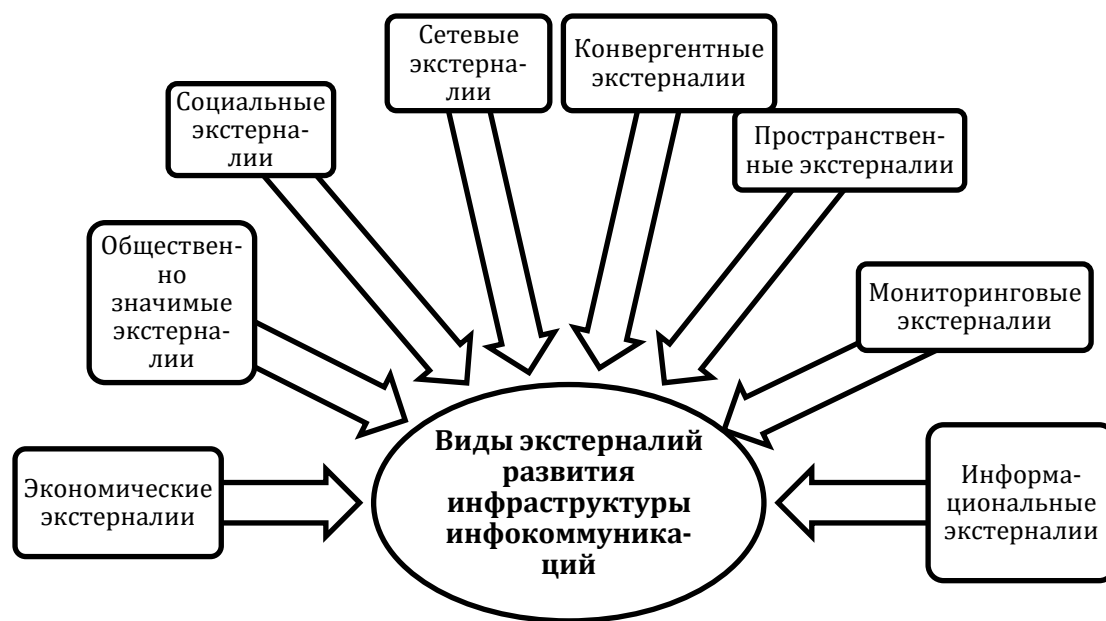 Сетевые
экстерна-
лии
Конвергентные
экстерналии
Социальные
экстерна-
лии
Пространствен-
ные экстерналии
Обществен-
но
значимые
экстерна-
лии
Мониторинговые
экстерналии
Экономические
экстерналии
Виды экстерналий
развития
инфраструктуры
инфокоммуника-
ций
Информа-
циональные
экстерналии